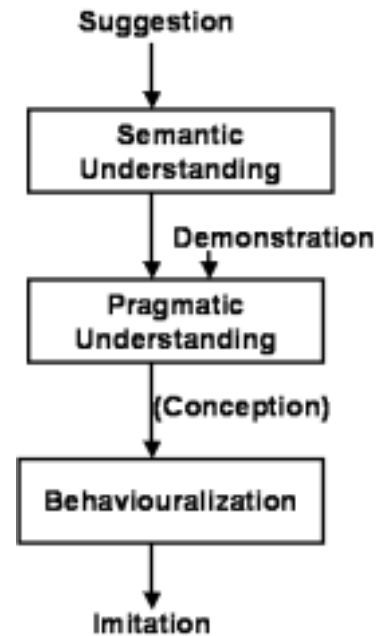 Suggestion
Semantic
Understanding
Demonstration
Pragmatic
Understanding
(Conception)
Behaviouralization
Imitation